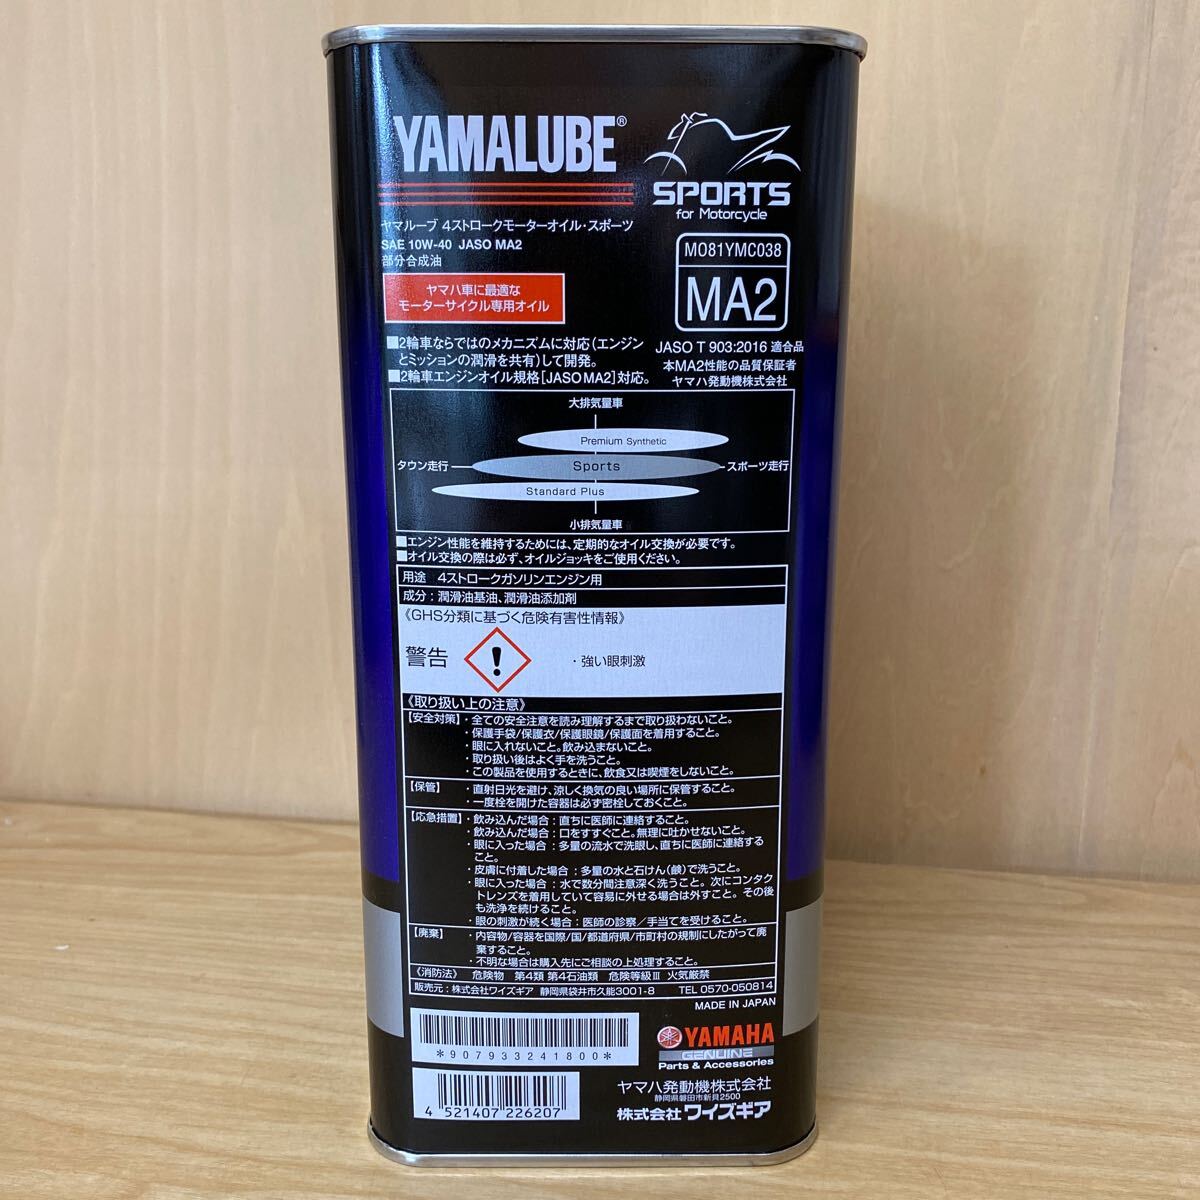 YAMALUBE®
SPORTS
for Motorcycle
ヤマルーブ 4ストロークモーターオイル・スポーツ
SAE 10W-40 JASO MA2
部分合成油
ヤマハ車に最適な
モーターサイクル専用オイル
MO81YMC038
MA2
JASO T 903:2016 適合品
本MA2性能の品質保証者
ヤマハ発動機株式会社
■2輪車ならではのメカニズムに対応(エンジン
とミッションの潤滑を共有)して開発。
■2輪車エンジンオイル規格[JASO MA2]対応。
大排気量車
Premium Synthetic
タウン走行
Sports
スポーツ走行
Standard Plus
小排気量車
■エンジン性能を維持するためには、定期的なオイル交換が必要です。
■オイル交換の際は必ず、オイルジョッキをご使用ください。
用途 4ストロークガソリンエンジン用
成分:潤滑油基油、潤滑油添加剤
《GHS分類に基づく危険有害性情報》
警告
・強い眼刺激
《取り扱い上の注意》
【安全対策】・全ての安全注意を読み理解するまで取り扱わないこと。
・保護手袋/保護衣/保護眼鏡/保護面を着用すること。
・眼に入れないこと。飲み込まないこと。
・取り扱い後はよく手を洗うこと。
・この製品を使用するときに、飲食又は喫煙をしないこと。
【保管】・直射日光を避け、涼しく換気の良い場所に保管すること。
・一度栓を開けた容器は必ず密栓しておくこと。
【応急措置】・飲み込んだ場合:直ちに医師に連絡すること。
・飲み込んだ場合:口をすすぐこと。無理に吐かせないこと。
・眼に入った場合:多量の流水で洗眼し、直ちに医師に連絡する
こと。
・皮膚に付着した場合:多量の水と石けん(鹸)で洗うこと。
・眼に入った場合:水で数分間注意深く洗うこと。次にコンタク
トレンズを着用していて容易に外せる場合は外すこと。その後
も洗浄を続けること。
・眼の刺激が続く場合:医師の診察/手当てを受けること。
【廃棄】・内容物/容器を国際/国/都道府県/市町村の規制にしたがって廃
棄すること。
・不明な場合は購入先にご相談の上処理すること。
《消防法》 危険物 第4類 第4石油類 危険等級Ⅲ 火気厳禁
販売元:株式会社ワイズギア 静岡県袋井市久能3001-8 TEL 0570-050814
MADE IN JAPAN
*907933241800*
YAMAHA
GENUINE
Parts & Accessories
4 521407 226207
ヤマハ発動機株式会社
静岡県磐田市新貝2500
株式会社ワイズギア